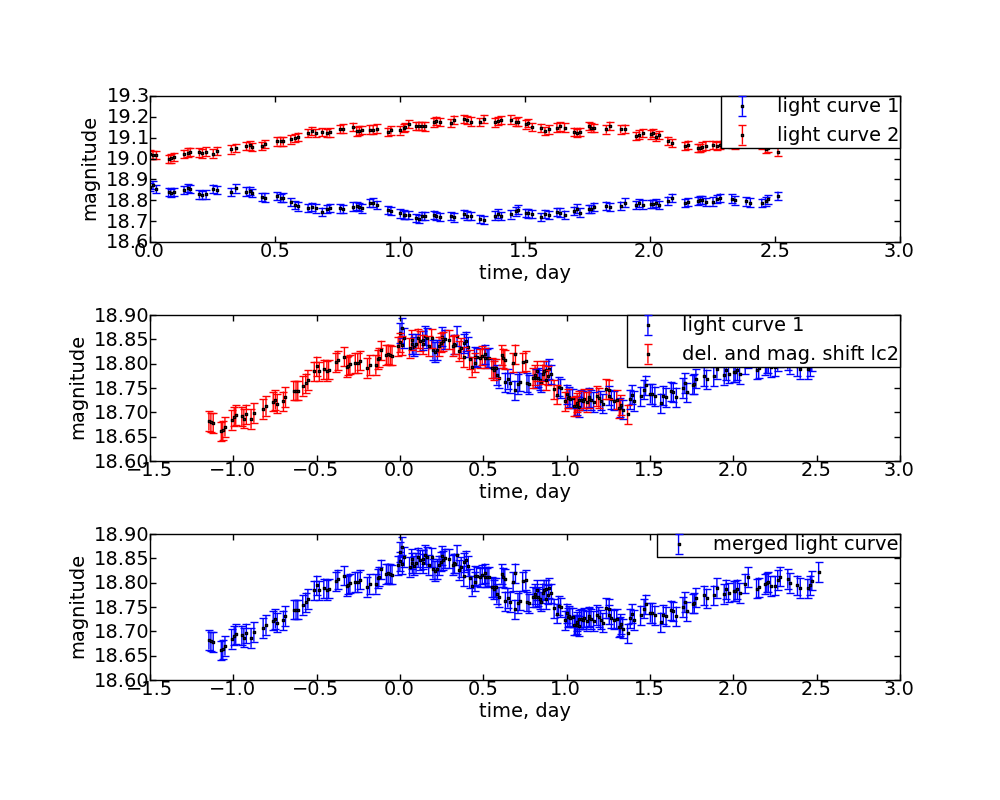 19.3
19.2
19.1
19.0
18.9
18.8
18.7
18.6
magnitude
light curve 1
light curve 2
0.0 0.5 1.0 1.5 2.0 2.5 3.0
time, day
18.90
18.85
18.80
18.75
18.70
18.65
18.60
magnitude
light curve 1
del. and mag. shift lc2
−1.5 −1.0 −0.5 0.0 0.5 1.0 1.5 2.0 2.5 3.0
time, day
18.90
18.85
18.80
18.75
18.70
18.65
18.60
magnitude
merged light curve
−1.5 −1.0 −0.5 0.0 0.5 1.0 1.5 2.0 2.5 3.0
time, day